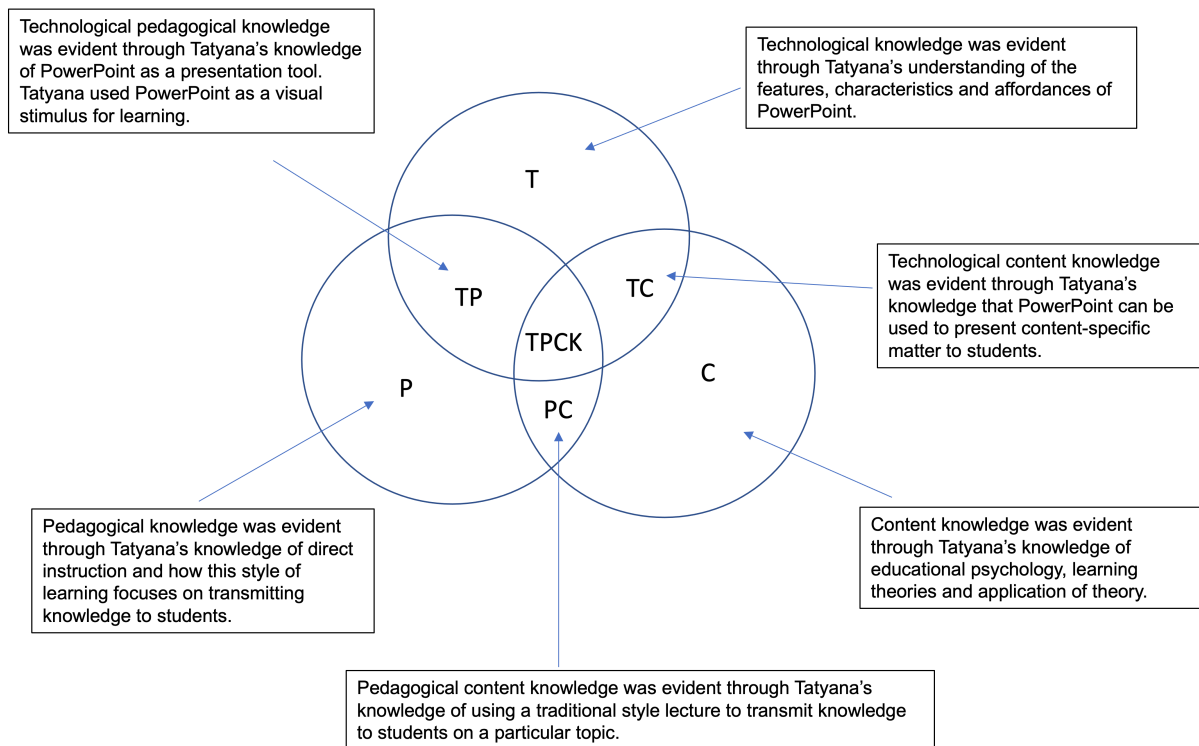 Technological pedagogical knowledge
was evident through Tatyana’s knowledge
of PowerPoint as a presentation tool.
Tatyana used PowerPoint as a visual
stimulus for learning.
Technological knowledge was evident
through Tatyana’s understanding of the
features, characteristics and affordances of
PowerPoint.
T
TP
TC
TPCK
P
C
PC
Technological content knowledge
was evident through Tatyana’s
knowledge that PowerPoint can be
used to present content-specific
matter to students.
Pedagogical knowledge was evident
through Tatyana’s knowledge of direct
instruction and how this style of
learning focuses on transmitting
knowledge to students.
Content knowledge was evident
through Tatyana’s knowledge of
educational psychology, learning
theories and application of theory.
Pedagogical content knowledge was evident through Tatyana’s
knowledge of using a traditional style lecture to transmit knowledge
to students on a particular topic.